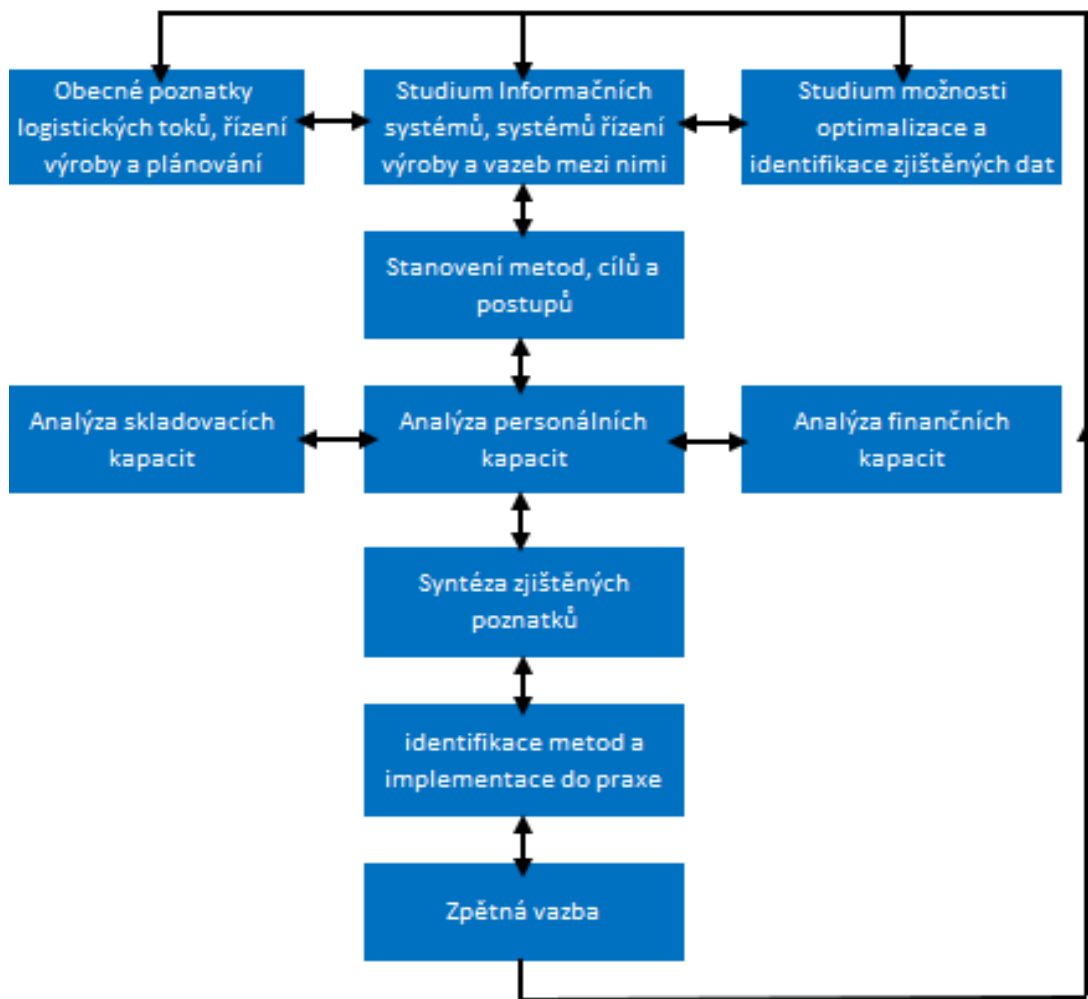 Obecné poznatky
logistických toků, řízení
výroby a plánování
Studium Informačních
systémů, systémů řízení
výroby a vazeb mezi nimi
Studium možnosti
optimalizace a
identifikace zjištěných dat
Stanovení metod, cílů a
postupů
Analýza skladovacích
kapacit
Analýza personálních
kapacit
Analýza finančních
kapacit
Syntéza zjištěných
poznatků
identifikace metod a
implementace do praxe
Zpětná vazba